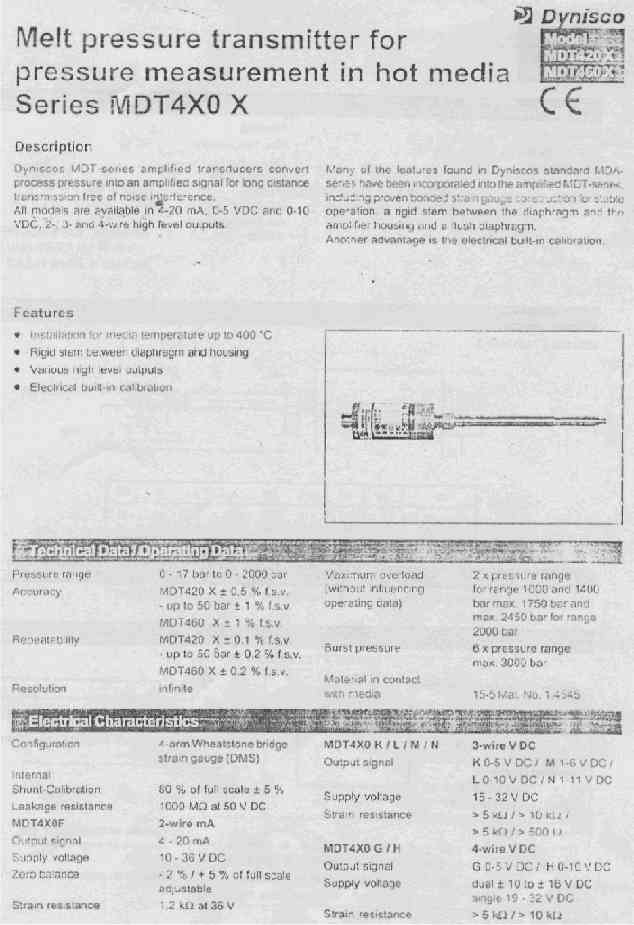 Dynisco
Melt pressure transmitter for
pressure measurement in hot media
Series MDT4X0 X
Model
MDT420 X
MDT460 X
CE
Description
Dyniscos MDT-series amplified transducers convert
process pressure into an amplified signal for long distance
transmission free of noise interference.
All models are available in 4-20 mA, 0-5 VDC and 0-10
VDC, 2-, 3- and 4-wire high level outputs.
Many of the features found in Dyniscos standard MDA-
series have been incorporated into the amplified MDT-series,
including proven bonded strain gauge construction for stable
operation, a rigid stem between the diaphragm and the
amplifier housing and a flush diaphragm.
Another advantage is the electrical built-in calibration.
Features
• Installation for media temperature up to 400 °C
• Rigid stem between diaphragm and housing
• Various high level outputs
• Electrical built-in calibration
Technical Data / Operating Data
Pressure range 0 - 17 bar to 0 - 2000 bar
Accuracy MDT420 X ± 0,5 % f.s.v.
- up to 50 bar ± 1 % f.s.v.
MDT460 X ± 1 % f.s.v.
Repeatability MDT420 X ± 0.1 % f.s.v.
- up to 50 bar ± 0,2 % f.s.v.
MDT460 X ± 0,2 % f.s.v.
Resolution infinite
Maximum overload 2 x pressure range
(without influencing for range 1000 and 1400
operating data) bar max. 1750 bar and
max. 2450 bar for range
2000 bar
Burst pressure 6 x pressure range
max. 3000 bar
Material in contact
with media 15-5 Mat. No. 1.4545
Electrical Characteristics
Configuration 4-arm Wheatstone bridge
strain gauge (DMS)
Internal
Shunt-Calibration 80 % of full scale ± 5 %
Leakage resistance 1000 MΩ at 50 V DC
MDT4X0F 2-wire mA
Output signal 4 - 20 mA
Supply voltage 10 - 36 V DC
Zero balance - 2 % / + 5 % of full scale
adjustable
Strain resistance 1,2 kΩ at 36 V
MDT4X0 K / L / M / N 3-wire V DC
Output signal K 0-5 V DC / M 1-6 V DC /
L 0-10 V DC / N 1-11 V DC
Supply voltage 15 - 32 V DC
Strain resistance > 5 kΩ / > 10 kΩ /
> 5 kΩ / > 500 Ω
MDT4X0 G / H 4-wire V DC
Output signal G 0-5 V DC / H 0-10 V DC
Supply voltage dual ± 10 to ± 16 V DC
single 19 - 32 V DC
Strain resistance > 5 kΩ / > 10 kΩ